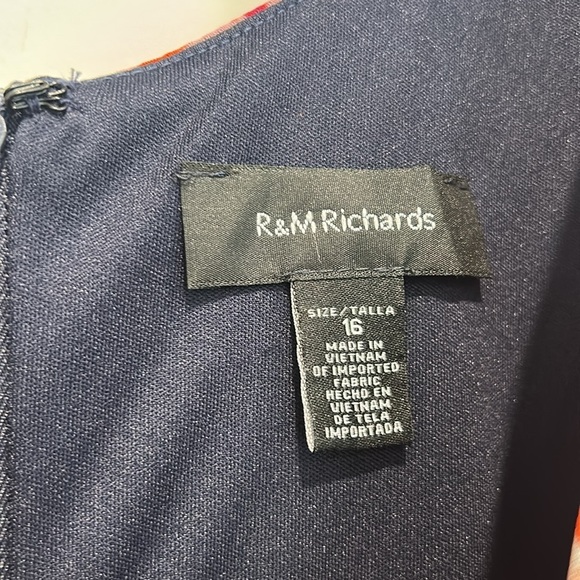 R&M Richards
SIZE/TALLA
16
MADE IN
VIETNAM
OF IMPORTED
FABRIC
HECHO EN
VIETNAM
DE TELA
IMPORTADA